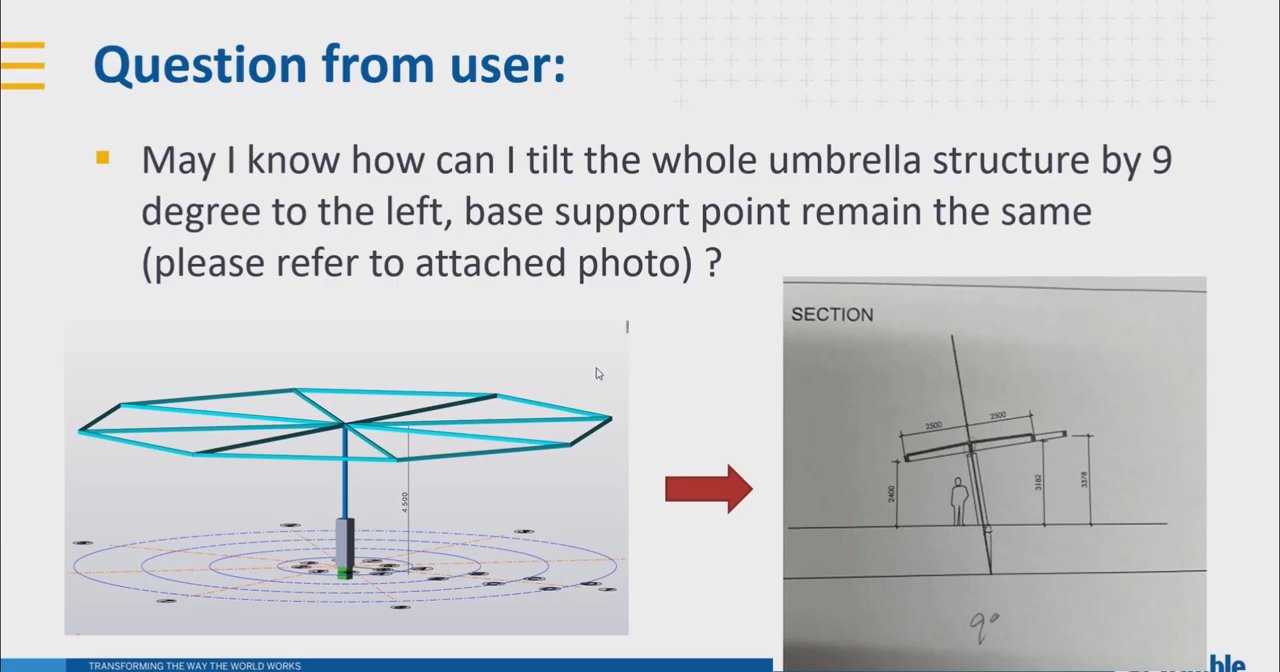 Question from user:
May I know how can I tilt the whole umbrella structure by 9
degree to the left, base support point remain the same
(please refer to attached photo) ?
SECTION
2500
2500
4.500
2400
3182
3378
9°
TRANSFORMING THE WAY THE WORLD WORKS